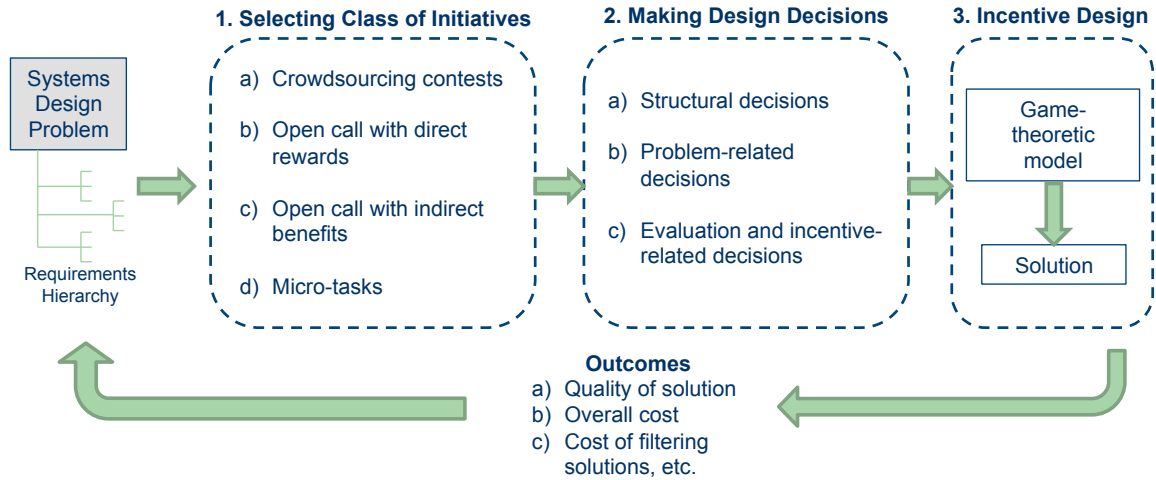 1. Selecting Class of Initiatives
2. Making Design Decisions
3. Incentive Design
Systems
Design
Problem
Requirements
Hierarchy
a) Crowdsourcing contests
b) Open call with direct
rewards
c) Open call with indirect
benefits
d) Micro-tasks
a) Structural decisions
b) Problem-related
decisions
c) Evaluation and incentive-
related decisions
Game-
theoretic
model
Solution
Outcomes
a) Quality of solution
b) Overall cost
c) Cost of filtering
solutions, etc.